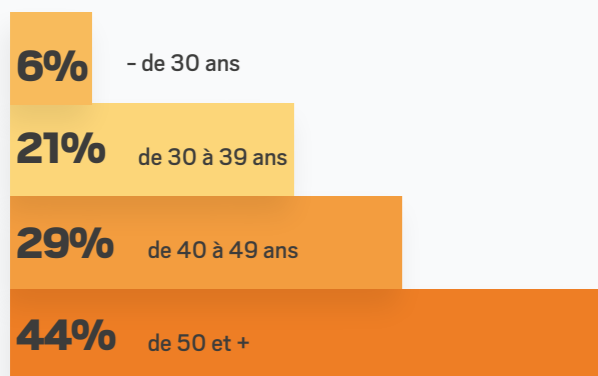 6% - de 30 ans
21% de 30 à 39 ans
29% de 40 à 49 ans
44% de 50 et +